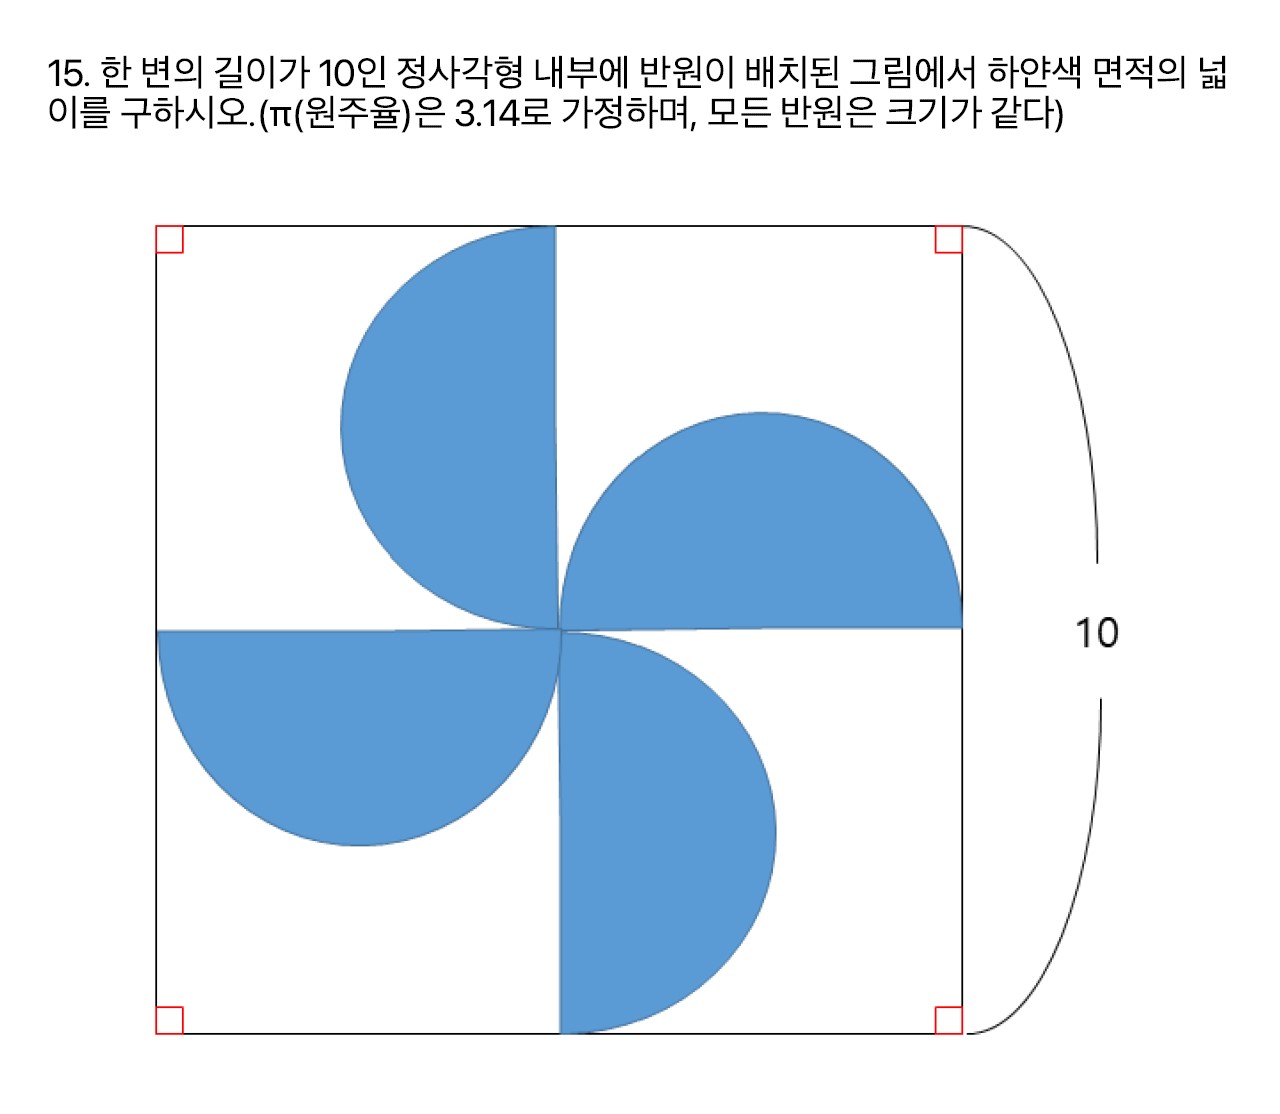 15. 한 변의 길이가 10인 정사각형 내부에 반원이 배치된 그림에서 하얀색 면적의 넓
이를 구하시오.(π(원주율)은 3.14로 가정하며, 모든 반원은 크기가 같다)
10